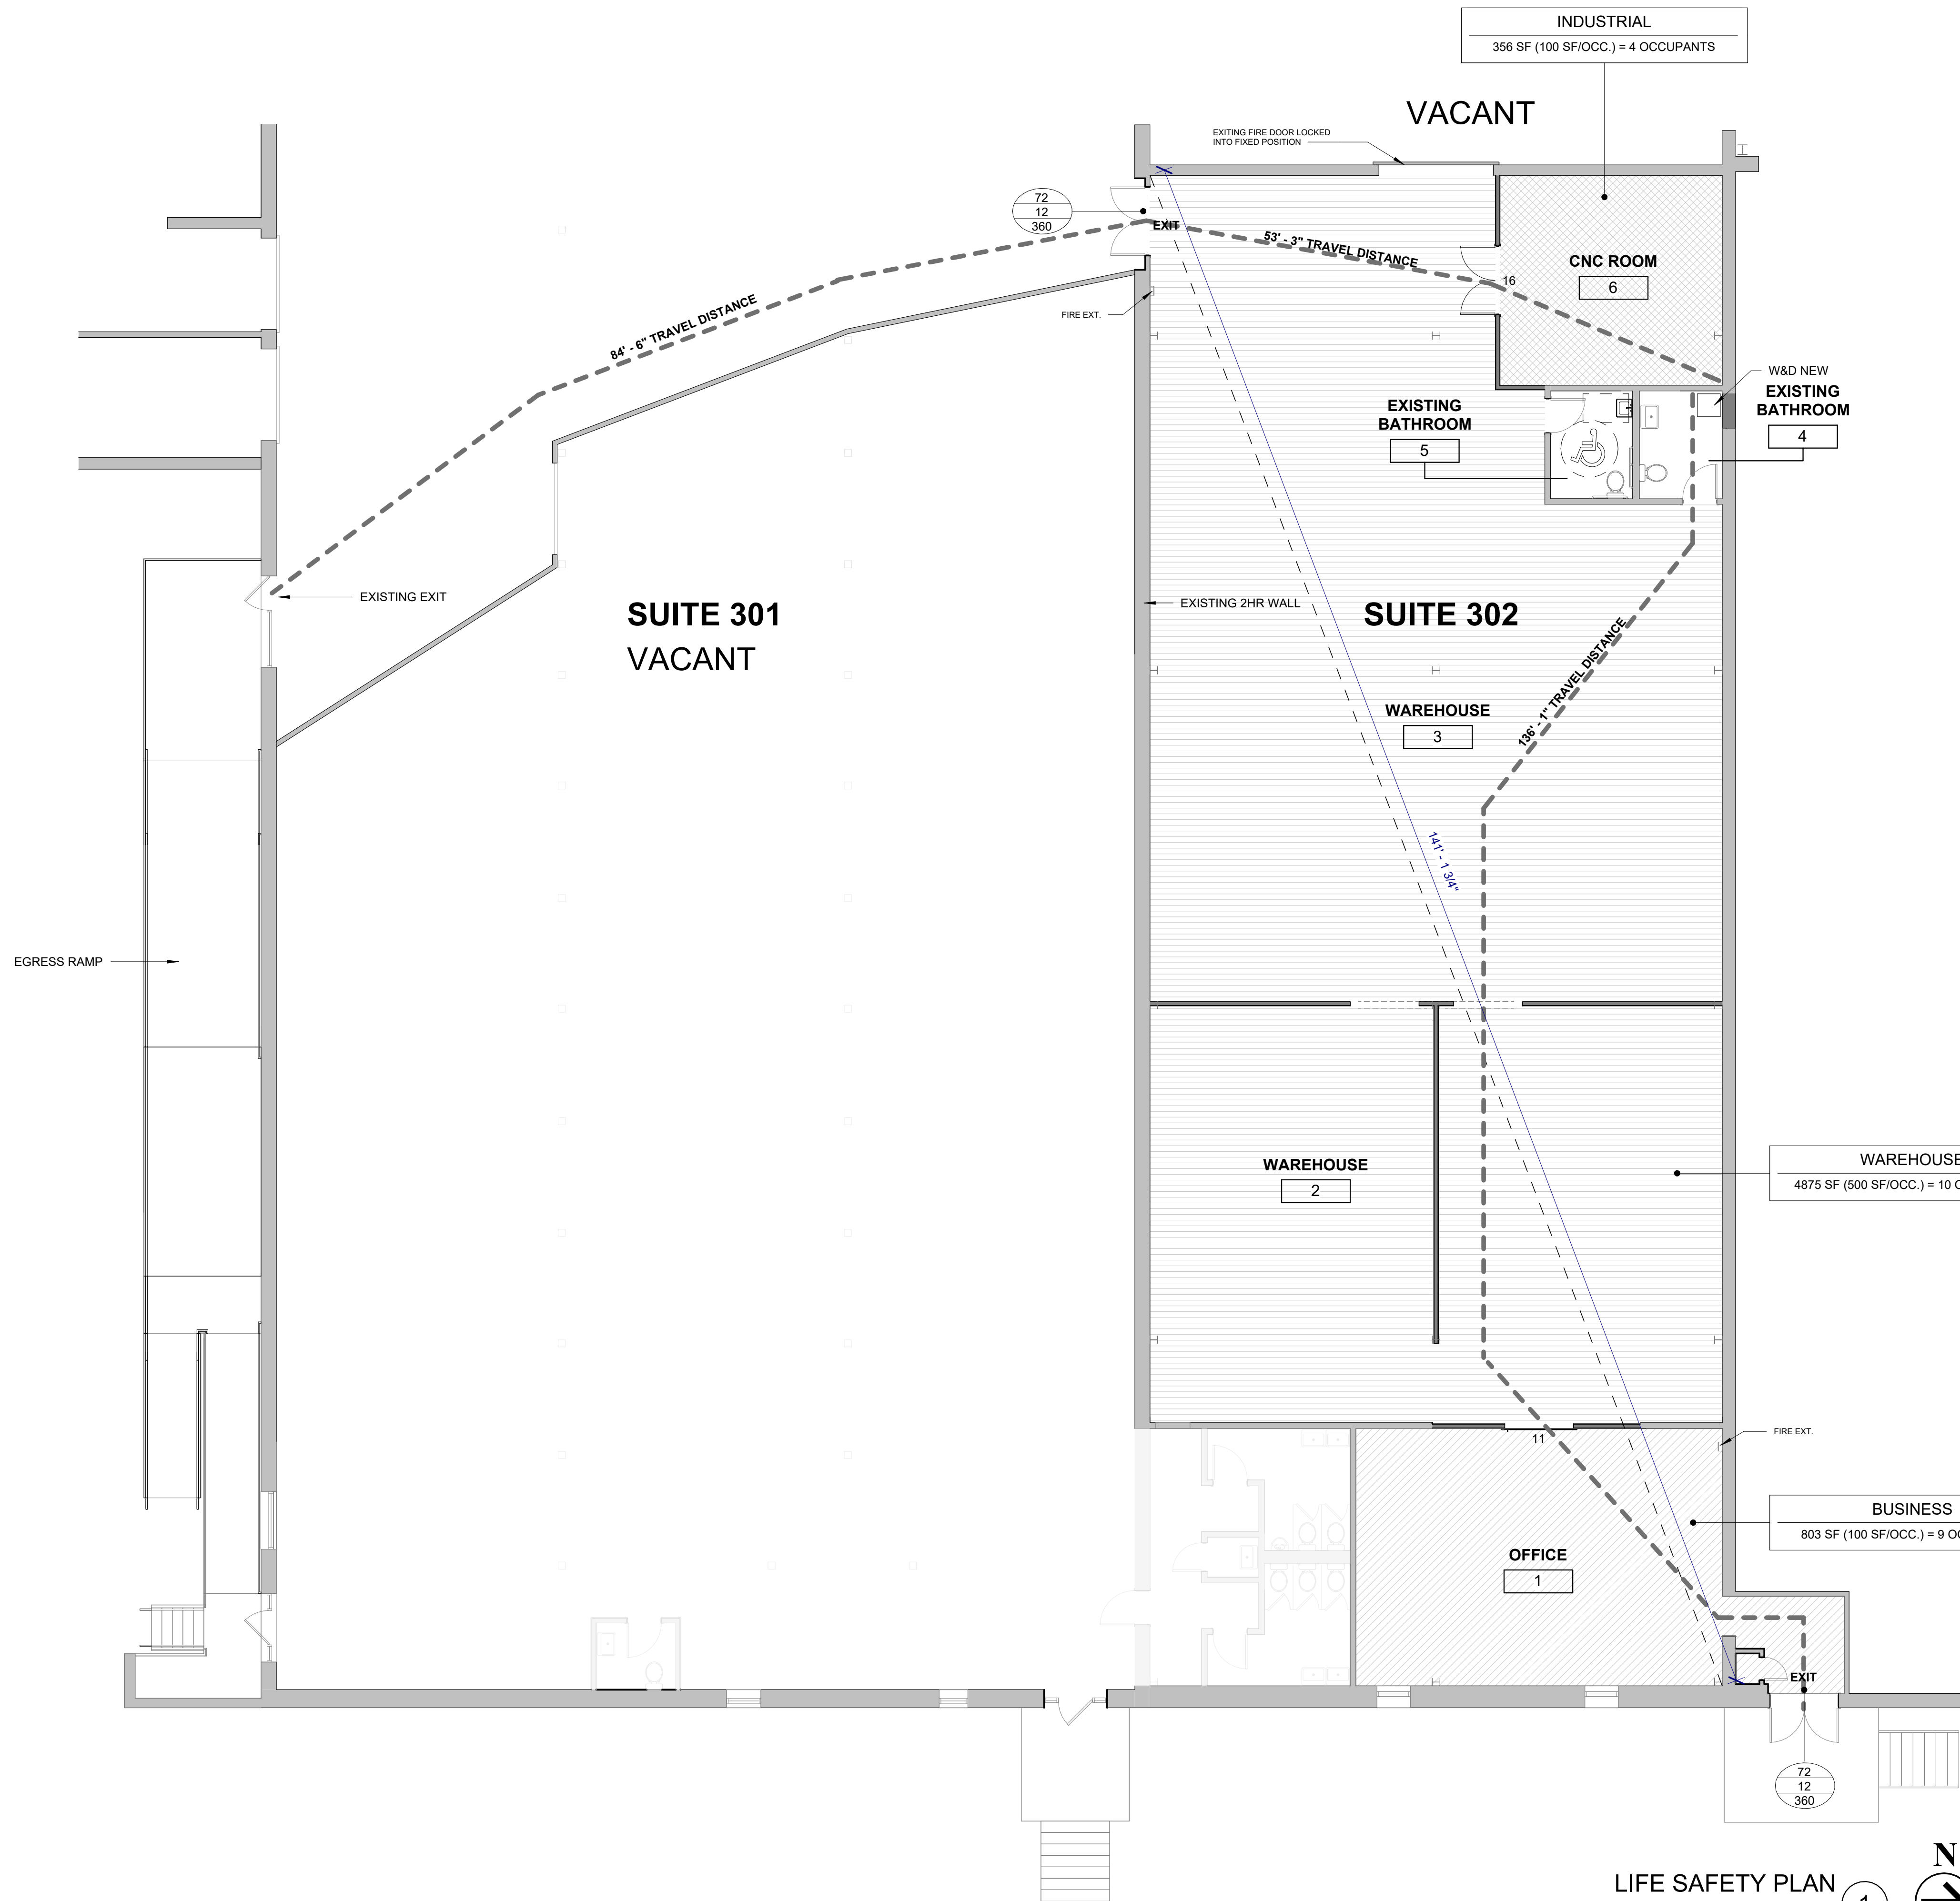 INDUSTRIAL
356 SF (100 SF/OCC.) = 4 OCCUPANTS
VACANT
EXITING FIRE DOOR LOCKED
INTO FIXED POSITION
72
12
360
EXIT
53' - 3" TRAVEL DISTANCE
CNC ROOM
6
16
84' - 6" TRAVEL DISTANCE
FIRE EXT.
W&D NEW
EXISTING
BATHROOM
4
EXISTING
BATHROOM
5
EXISTING EXIT
EXISTING 2HR WALL
SUITE 301
VACANT
SUITE 302
136' - 1" TRAVEL DISTANCE
WAREHOUSE
3
141' - 1 3/4"
EGRESS RAMP
WAREHOUSE
2
WAREHOUSE
4875 SF (500 SF/OCC.) = 10
11
FIRE EXT.
BUSINESS
803 SF (100 SF/OCC.) = 9
OFFICE
1
EXIT
72
12
360
LIFE SAFETY PLAN
1
N